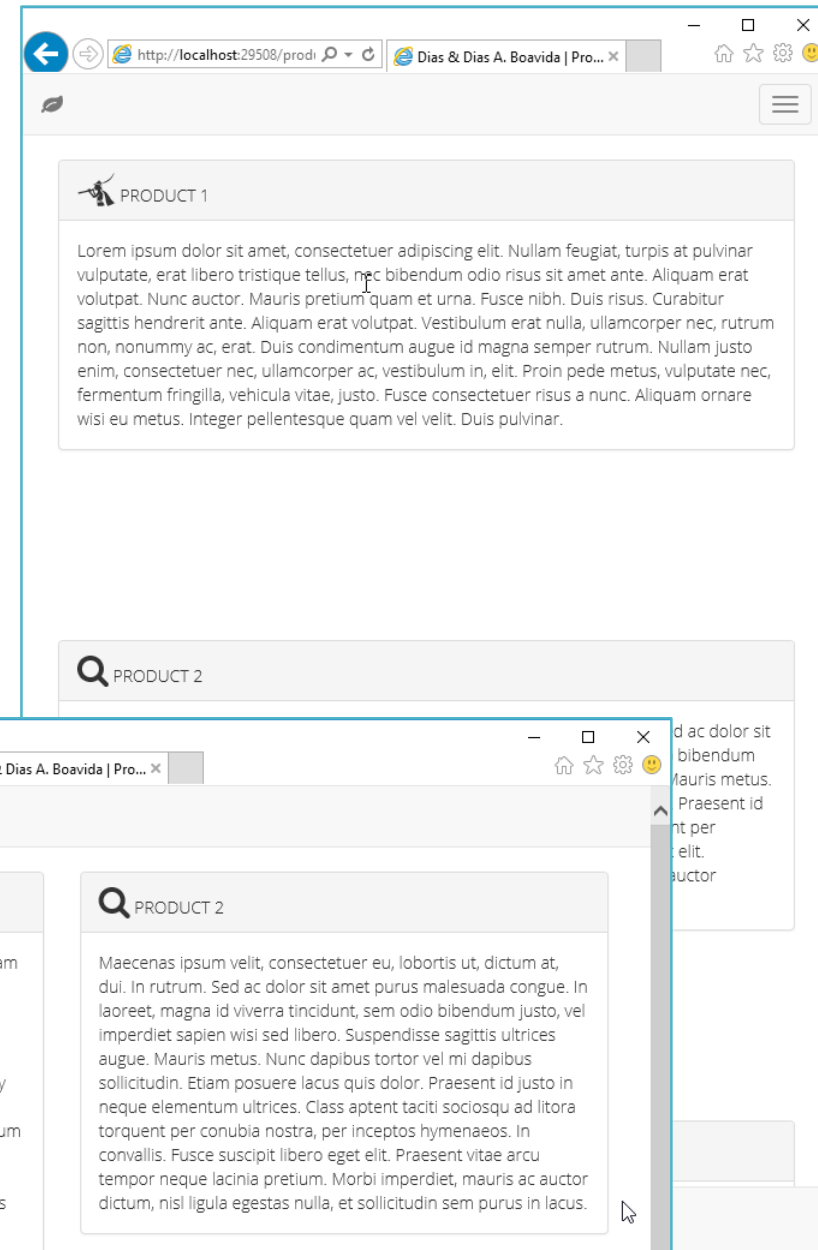 http://localhost:29508/prod
Dias & Dias A. Boavida | Pro...
PRODUCT 1
Lorem ipsum dolor sit amet, consectetuer adipiscing elit. Nullam feugiat, turpis at pulvinar
vulputate, erat libero tristique tellus, nec bibendum odio risus sit amet ante. Aliquam erat
volutpat. Nunc auctor. Mauris pretium quam et urna. Fusce nibh. Duis risus. Curabitur
sagittis hendrerit ante. Aliquam erat volutpat. Vestibulum erat nulla, ullamcorper nec, rutrum
non, nonummy ac, erat. Duis condimentum augue id magna semper rutrum. Nullam justo
enim, consectetuer nec, ullamcorper ac, vestibulum in, elit. Proin pede metus, vulputate nec,
fermentum fringilla, vehicula vitae, justo. Fusce consectetuer risus a nunc. Aliquam ornare
wisi eu metus. Integer pellentesque quam vel velit. Duis pulvinar.
PRODUCT 2
d ac dolor sit
bibendum
Mauris metus.
Praesent id
nt per
elit.
auctor
Dias A. Boavida | Pro...
PRODUCT 2
am
y
um
s
Maecenas ipsum velit, consectetuer eu, lobortis ut, dictum at,
dui. In rutrum. Sed ac dolor sit amet purus malesuada congue. In
laoreet, magna id viverra tincidunt, sem odio bibendum justo, vel
imperdiet sapien wisi sed libero. Suspendisse sagittis ultrices
augue. Mauris metus. Nunc dapibus tortor vel mi dapibus
sollicitudin. Etiam posuere lacus quis dolor. Praesent id justo in
neque elementum ultrices. Class aptent taciti sociosqu ad litora
torquent per conubia nostra, per inceptos hymenaeos. In
convallis. Fusce suscipit libero eget elit. Praesent vitae arcu
tempor neque lacinia pretium. Morbi imperdiet, mauris ac auctor
dictum, nisl ligula egestas nulla, et sollicitudin sem purus in lacus.